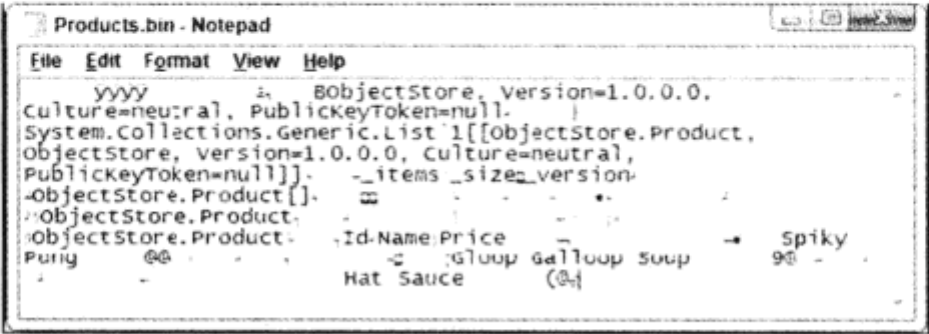 Products.bin - Notepad
File Edit Format View Help
yyyy BObjectStore, Version=1.0.0.0,
Culture=neutral, PublicKeyToken=null
System.Collections.Generic.List`1[[ObjectStore.Product,
ObjectStore, Version=1.0.0.0, Culture=neutral,
PublicKeyToken=null]] _items _size _version
ObjectStore.Product[]
ObjectStore.Product
ObjectStore.Product Id Name Price Spiky
Pung @@ Gloop Galloop Soup 9@
Hat Sauce (@